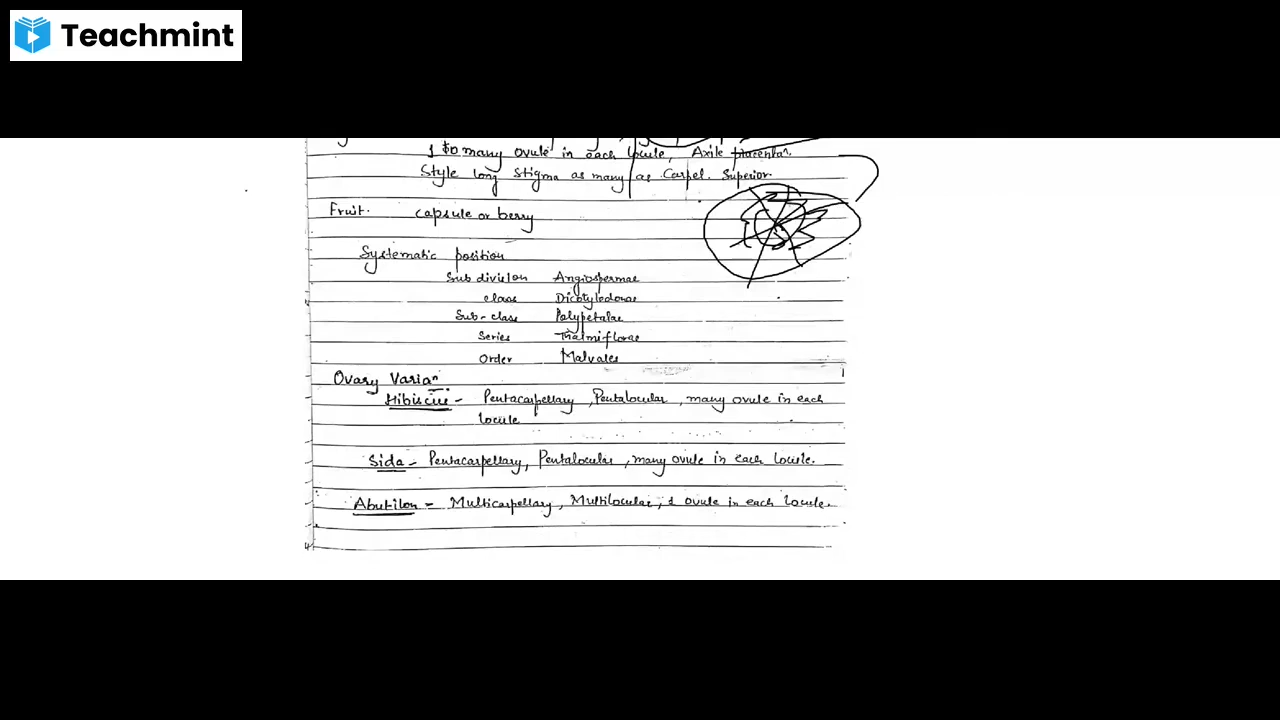 Teachmint
1 to many ovule in each locule, Axile placentaⁿ.
Style long Stigma as many as Carpel. Superior.
Fruit. capsule or berry
Systematic position
Sub division Angiospermae
class Dicotyledonae
Sub-class Polypetalae
Series Thalmiflorae
Order Malvales
Ovary Variaⁿ.
Hibiscus - Pentacarpellary, Pentalocular, many ovule in each
locule
Sida - Pentacarpellary, Pentalocular, many ovule in each locule.
Abutilon = Multicarpellary, Multilocular, 1 ovule in each locule.